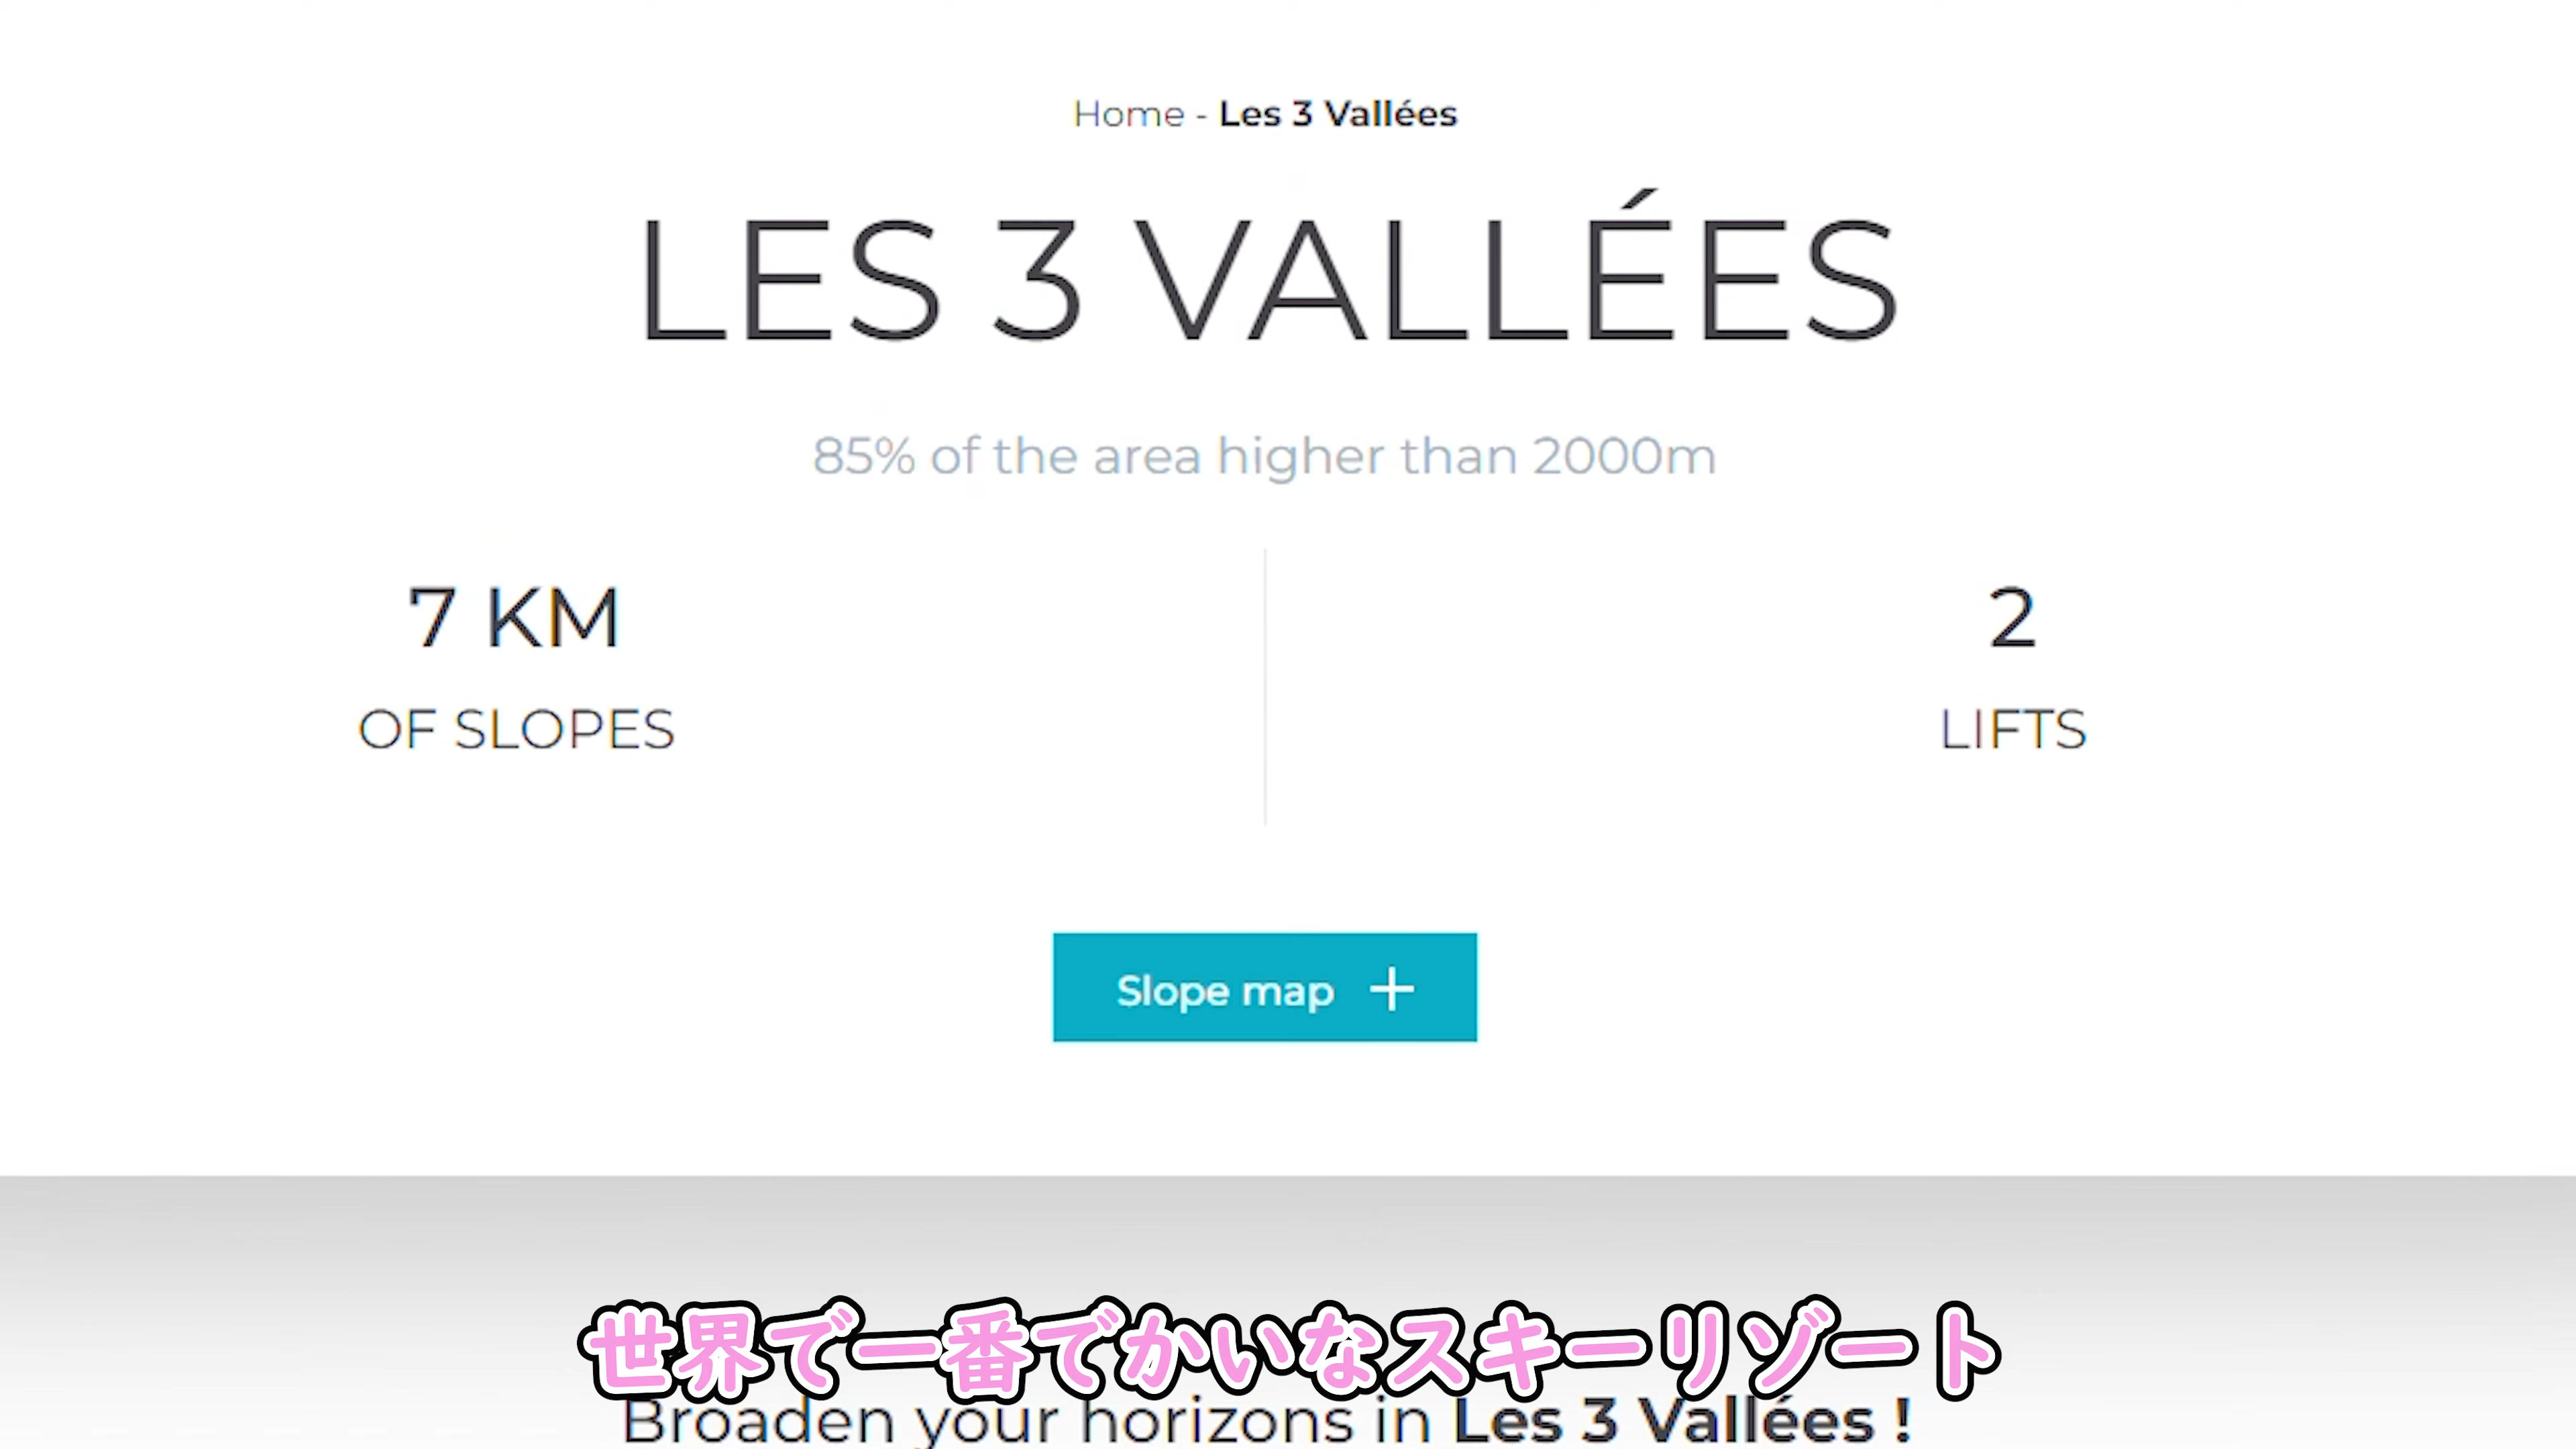 Home - Les 3 Vallées
LES 3 VALLÉES
85% of the area higher than 2000m
7 KM
OF SLOPES
2
LIFTS
Slope map +
世界で一番でかいなスキーリゾート
Broaden your horizons in Les 3 Vallées !